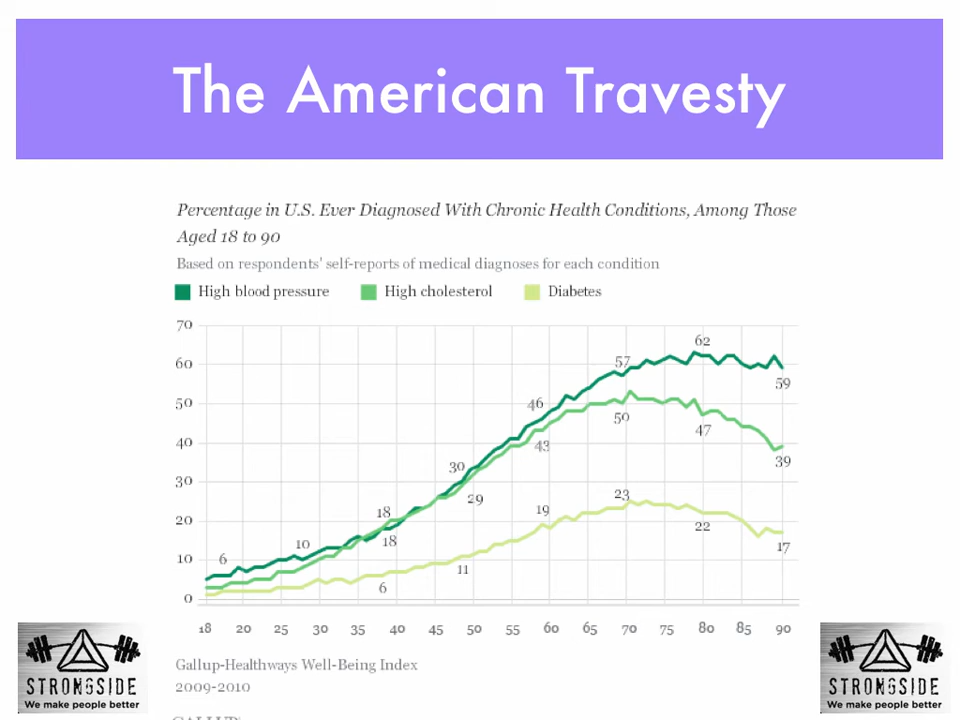 The American Travesty
Percentage in U.S. Ever Diagnosed With Chronic Health Conditions, Among Those
Aged 18 to 90
Based on respondents' self-reports of medical diagnoses for each condition
High blood pressure High cholesterol Diabetes
70
60
50
40
30
20
10
0
62
57
59
46
50
47
43
39
30
29
23
22
19
18
18
17
11
10
6
6
18 20 25 30 35 40 45 50 55 60 65 70 75 80 85 90
Gallup-Healthways Well-Being Index
2009-2010
GALLUP
STRONGSIDE
We make people better
STRONGSIDE
We make people better